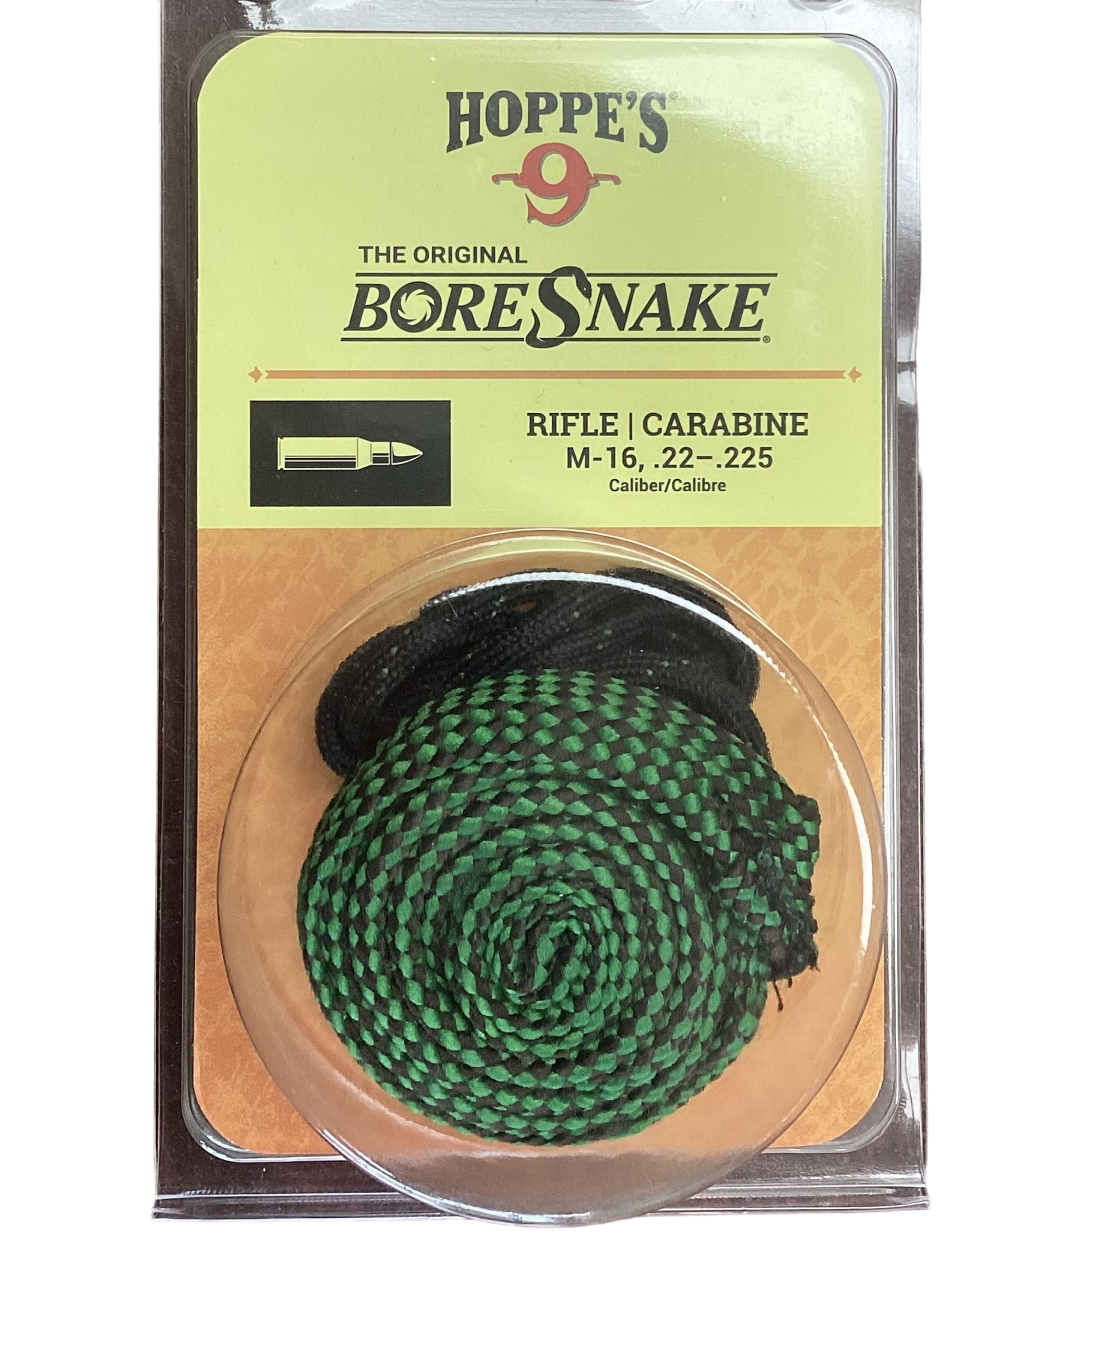 HOPPE'S®
9
THE ORIGINAL
BORESNAKE®
RIFLE | CARABINE
M-16, .22–.225
Caliber/Calibre